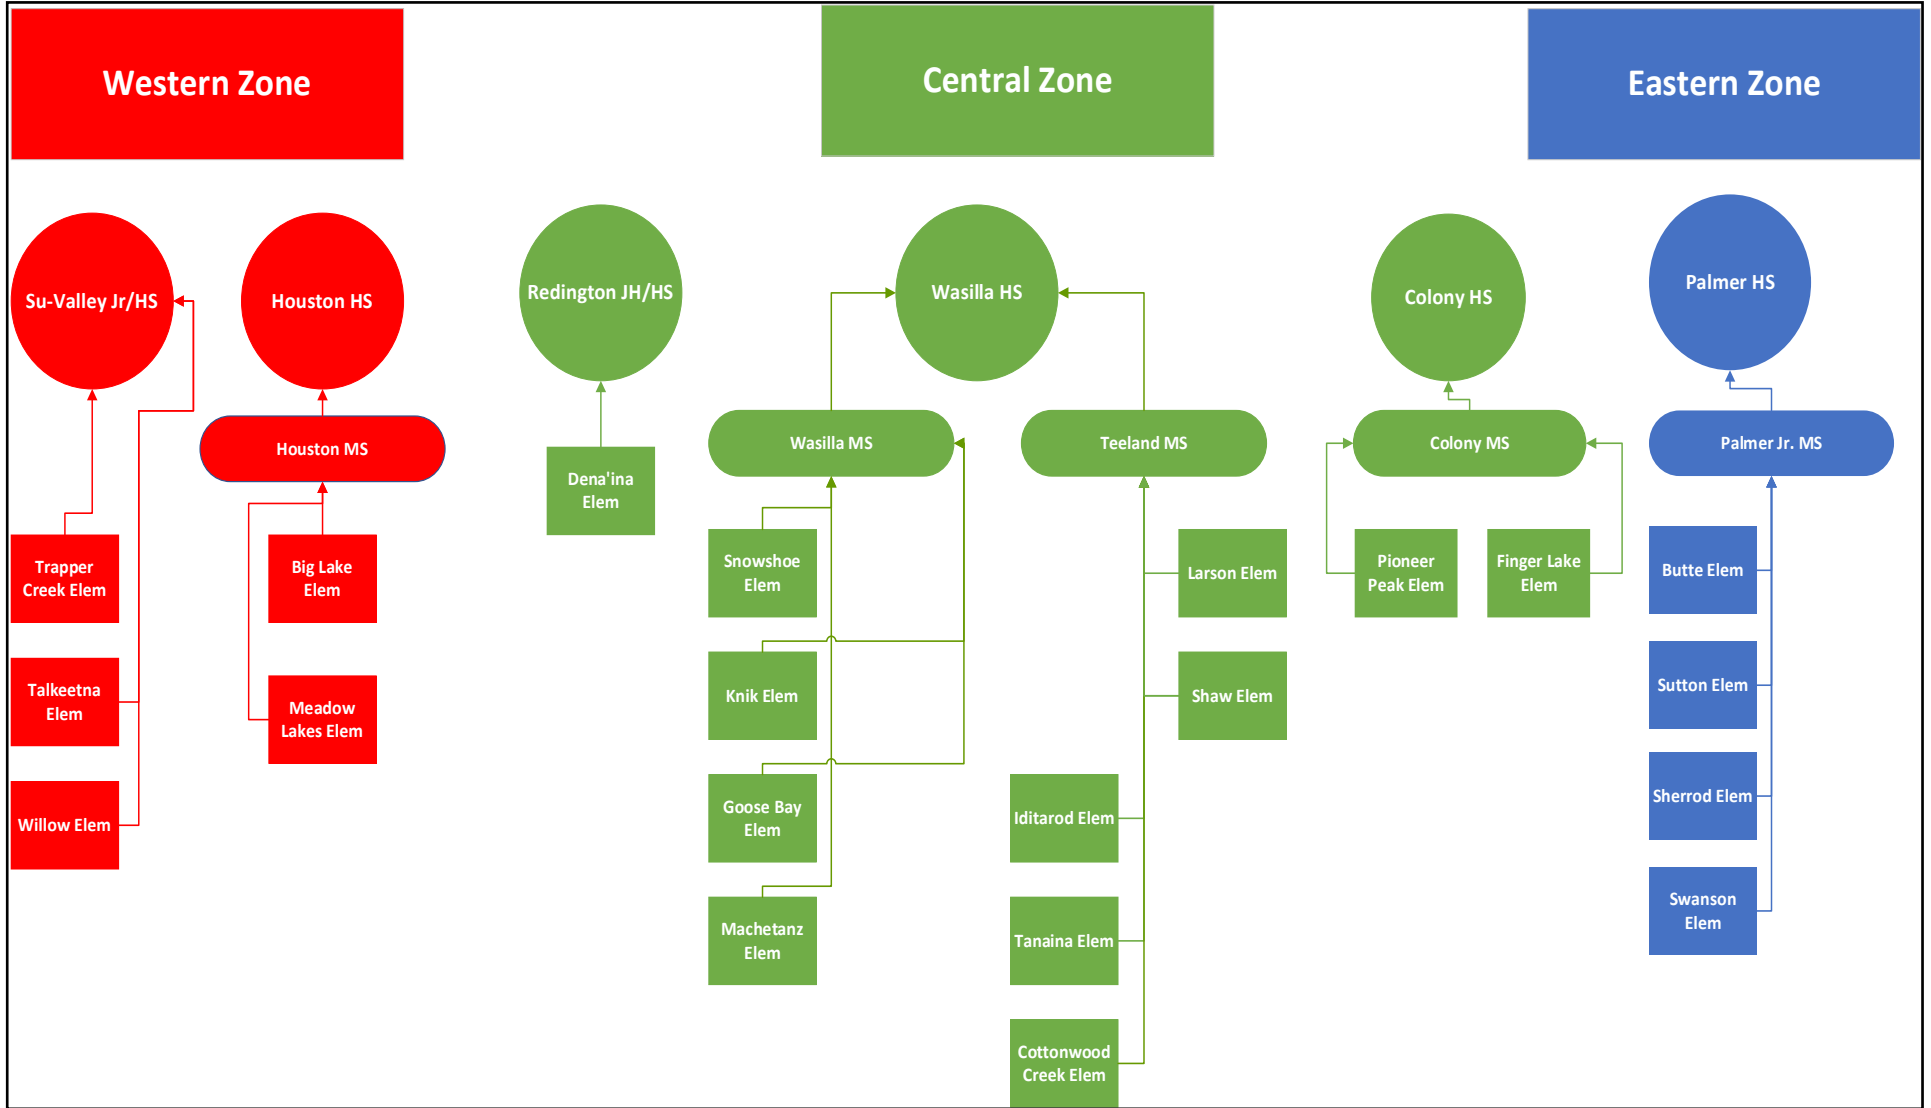 Western Zone
Central Zone
Eastern Zone
Su-Valley Jr/HS
Houston HS
Redington JH/HS
Wasilla HS
Colony HS
Palmer HS
Houston MS
Wasilla MS
Teeland MS
Colony MS
Palmer Jr. MS
Dena'ina
Elem
Trapper
Creek Elem
Big Lake
Elem
Snowshoe
Elem
Larson Elem
Pioneer
Peak Elem
Finger Lake
Elem
Butte Elem
Talkeetna
Elem
Meadow
Lakes Elem
Knik Elem
Shaw Elem
Sutton Elem
Willow Elem
Goose Bay
Elem
Iditarod Elem
Sherrod Elem
Machetanz
Elem
Tanaina Elem
Swanson
Elem
Cottonwood
Creek Elem